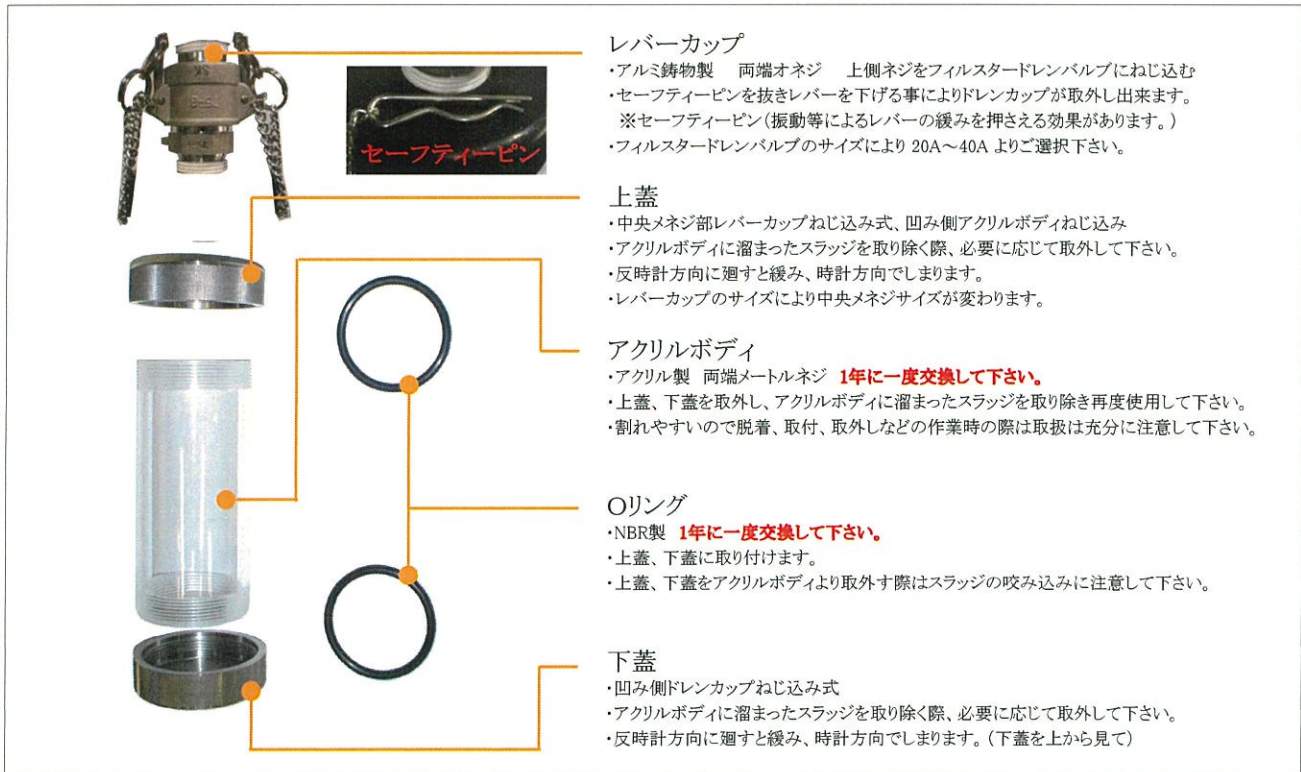 レバーカップ
・アルミ鋳物製 両端オネジ 上側ネジをフィルスタードレンバルブにねじ込む
・セーフティーピンを抜きレバーを下げる事によりドレンカップが取外し出来ます。
※セーフティーピン(振動等によるレバーの緩みを押さえる効果があります。)
・フィルスタードレンバルブのサイズにより 20A～40A よりご選択下さい。
セーフティーピン
上蓋
・中央メネジ部レバーカップねじ込み式、凹み側アクリルボディねじ込み
・アクリルボディに溜まったスラッジを取り除く際、必要に応じて取外して下さい。
・反時計方向に廻すと緩み、時計方向でしまります。
・レバーカップのサイズにより中央メネジサイズが変わります。
アクリルボディ
・アクリル製 両端メートルネジ 1年に一度交換して下さい。
・上蓋、下蓋を取外し、アクリルボディに溜まったスラッジを取り除き再度使用して下さい。
・割れやすいので脱着、取付、取外しなどの作業時の際は取扱は充分に注意して下さい。
Oリング
・NBR製 1年に一度交換して下さい。
・上蓋、下蓋に取り付けます。
・上蓋、下蓋をアクリルボディより取外す際はスラッジの咬み込みに注意して下さい。
下蓋
・凹み側ドレンカップねじ込み式
・アクリルボディに溜まったスラッジを取り除く際、必要に応じて取外して下さい。
・反時計方向に廻すと緩み、時計方向でしまります。(下蓋を上から見て)